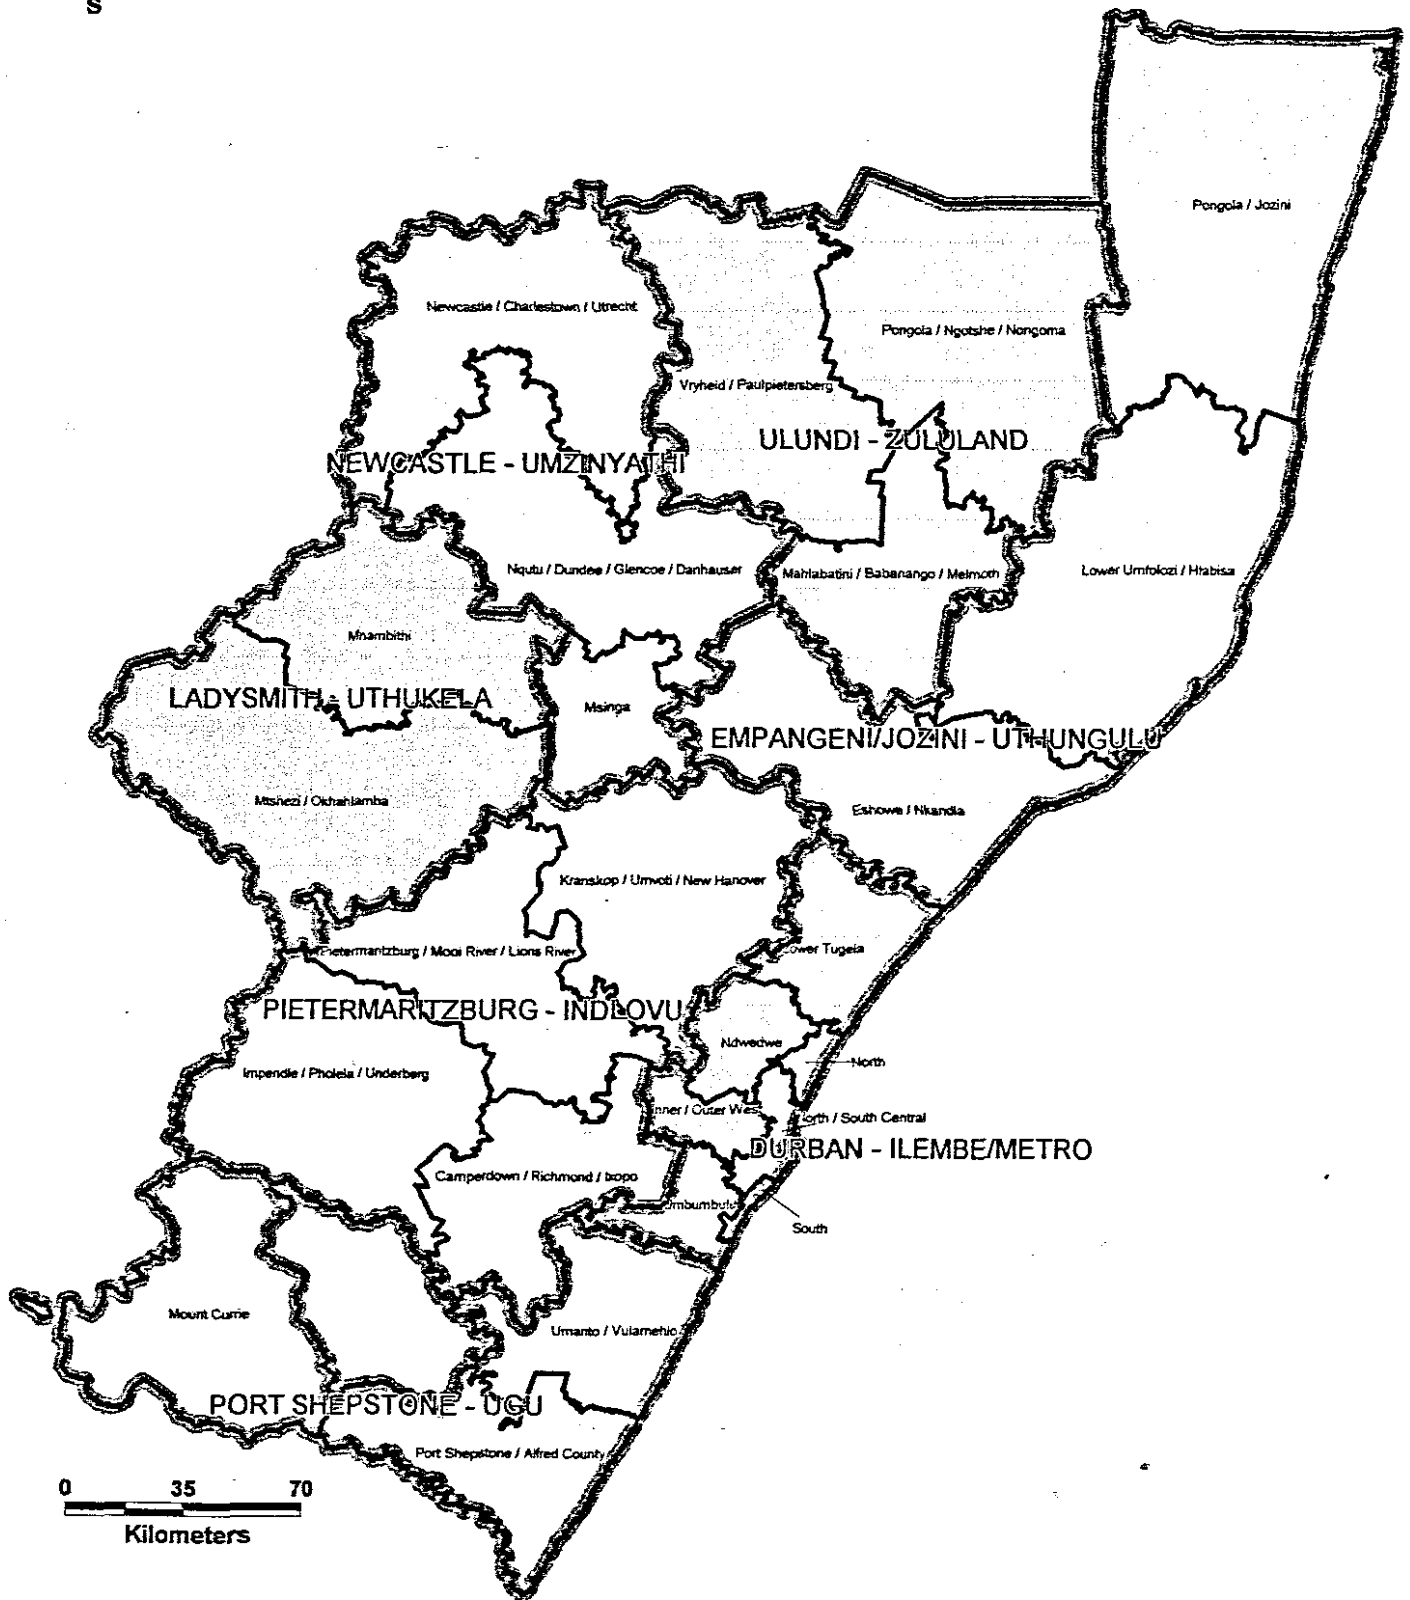 S
Pongola / Jozini
Newcastle / Charlestown / Utrecht
Pongola / Ngotshe / Nongoma
Vryheid / Paulpietersberg
ULUNDI - ZULULAND
NEWCASTLE - UMZINYATHI
Nqutu / Dundee / Glencoe / Danhauser
Mahlabatini / Babanango / Melmoth
Lower Umfolozi / Hlabisa
Mnambithi
LADYSMITH - UTHUKELA
Msinga
EMPANGENI/JOZINI - UTHUNGULU
Mtshezi / Okhahlamba
Eshowe / Nkandla
Kranskop / Umvoti / New Hanover
Pietermaritzburg / Mooi River / Lions River
Lower Tugela
PIETERMARITZBURG - INDLOVU
Ndwedwe
North
Impendle / Pholela / Underberg
Inner / Outer West
North / South Central
DURBAN - ILEMBE/METRO
Camperdown / Richmond / Ixopo
Umbumbulu
South
Mount Currie
Umanto / Vulamehlo
PORT SHEPSTONE - UGU
Port Shepstone / Alfred County
0 35 70
Kilometers